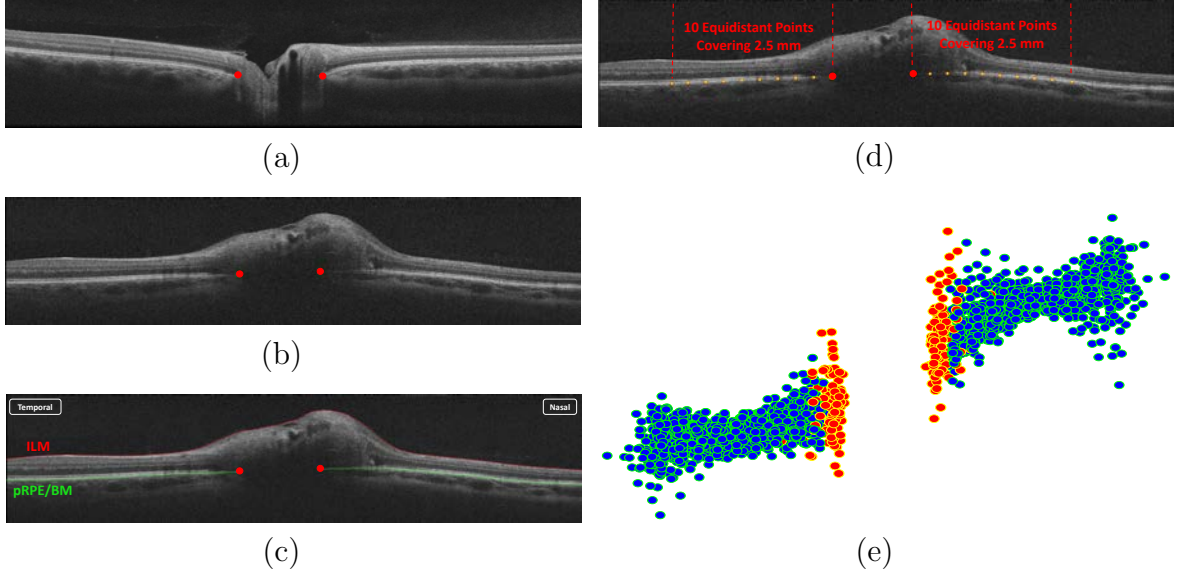 (a)
(b)
Temporal
Nasal
ILM
pRPE/BM
(c)
10 Equidistant Points
Covering 2.5 mm
10 Equidistant Points
Covering 2.5 mm
(d)
(e)